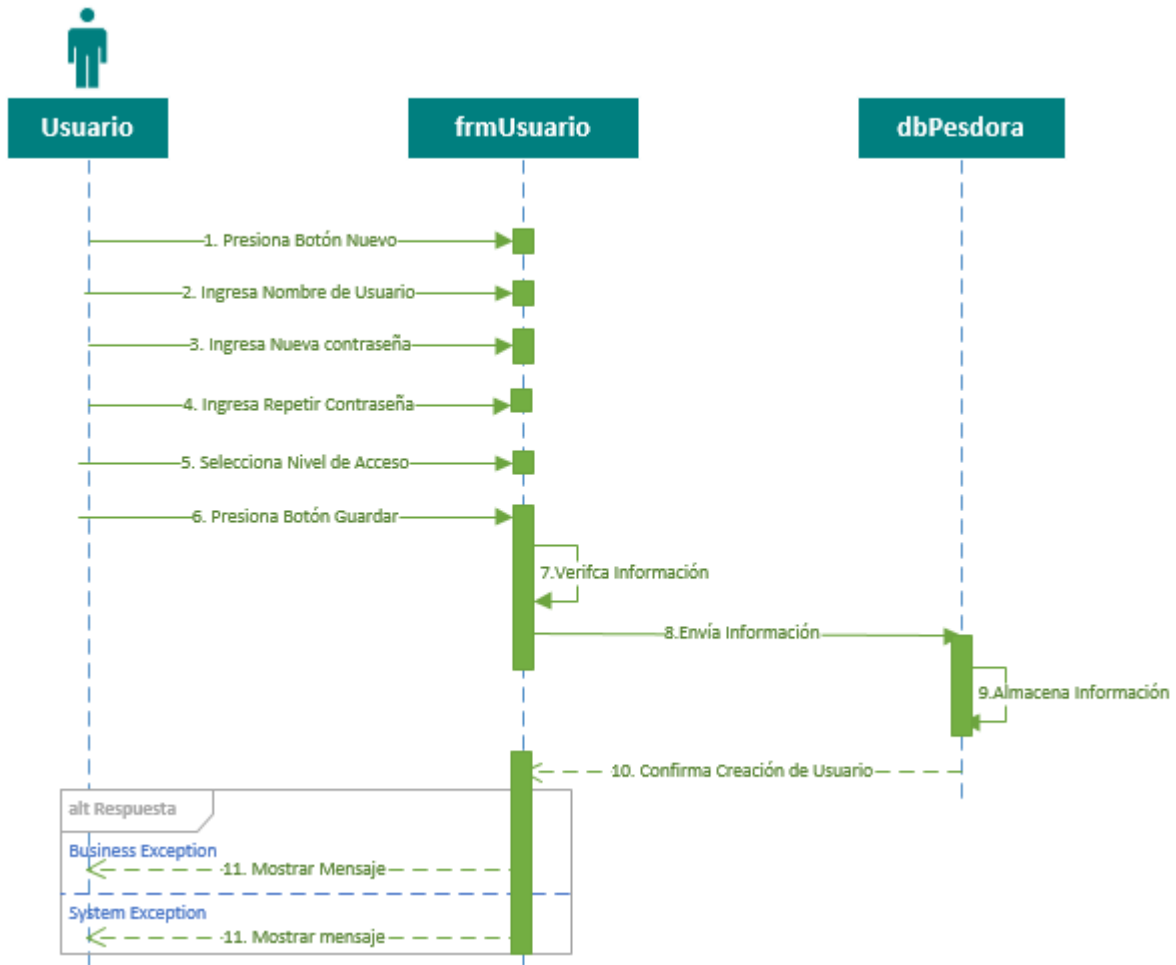 Usuario
frmUsuario
dbPesdora
1. Presiona Botón Nuevo
2. Ingresa Nombre de Usuario
3. Ingresa Nueva contraseña
4. Ingresa Repetir Contraseña
5. Selecciona Nivel de Acceso
6. Presiona Botón Guardar
7.Verifca Información
8.Envía Información
9.Almacena Información
10. Confirma Creación de Usuario
alt Respuesta
Business Exception
11. Mostrar Mensaje
System Exception
11. Mostrar mensaje